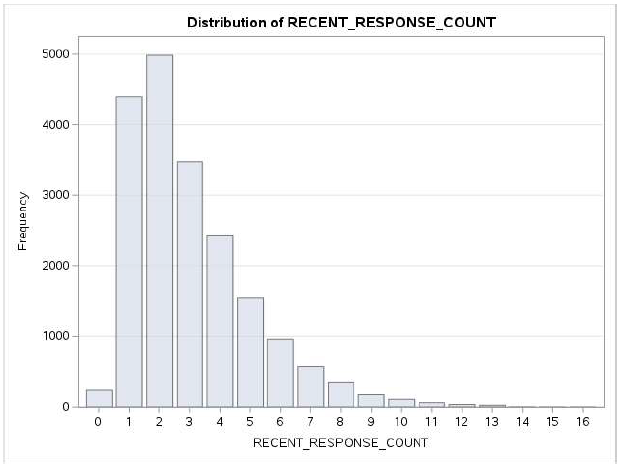 Distribution of RECENT_RESPONSE_COUNT
5000
4000
3000
2000
1000
0
Frequency
0 1 2 3 4 5 6 7 8 9 10 11 12 13 14 15 16
RECENT_RESPONSE_COUNT